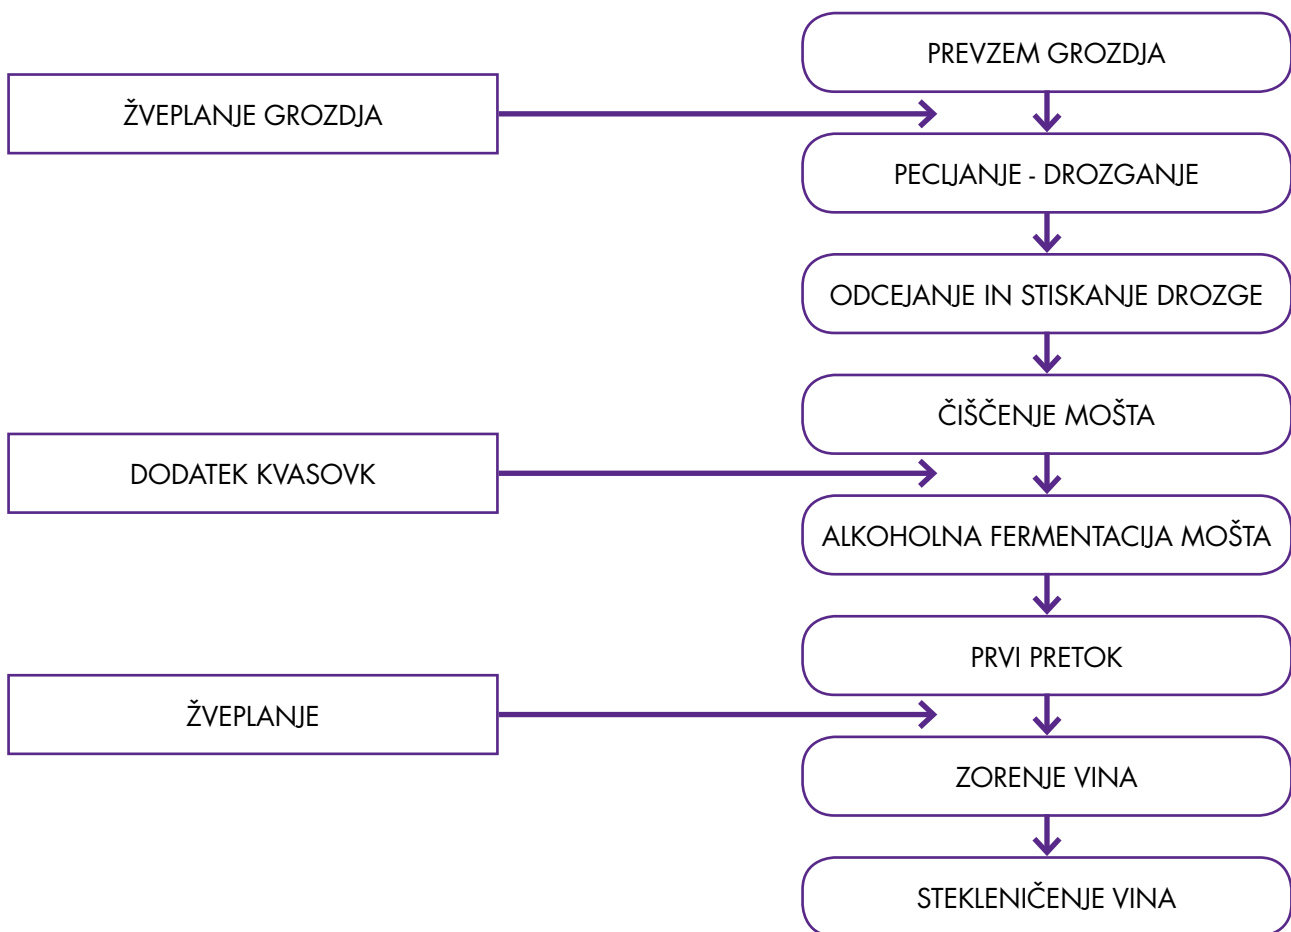 PREVZEM GROZDJA
ŽVEPLANJE GROZDJA
PECLJANJE - DROZGANJE
ODCEJANJE IN STISKANJE DROZGE
ČIŠČENJE MOŠTA
DODATEK KVASOVK
ALKOHOLNA FERMENTACIJA MOŠTA
PRVI PRETOK
ŽVEPLANJE
ZORENJE VINA
STEKLENIČENJE VINA